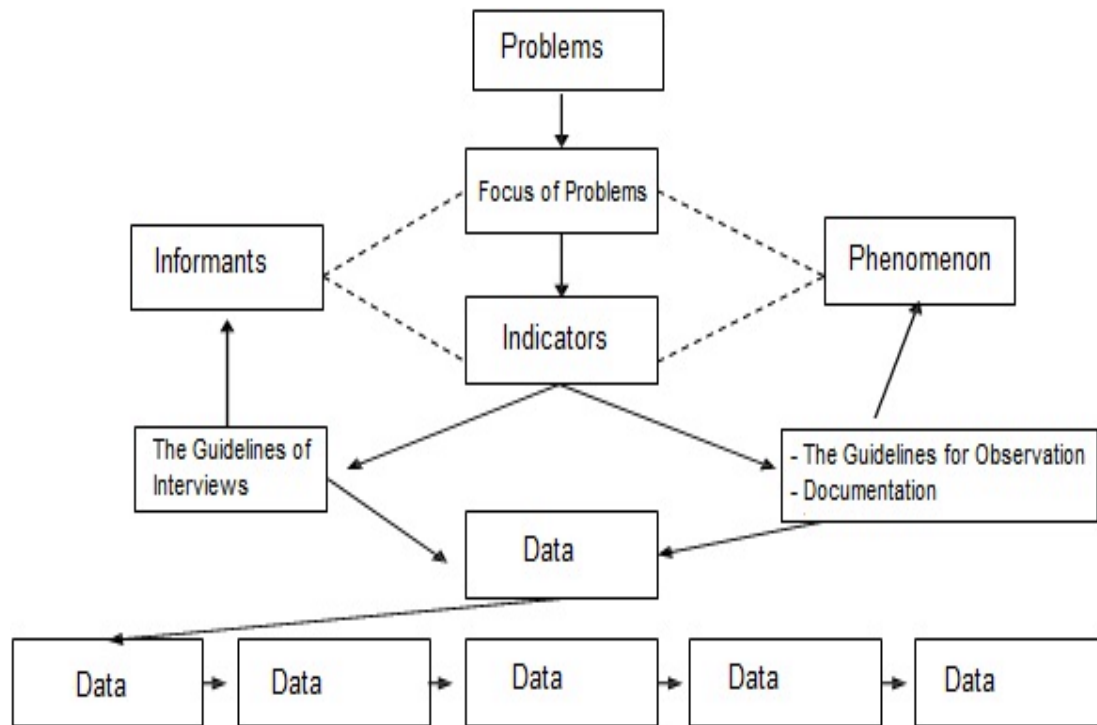 Problems
Focus of Problems
Informants
Phenomenon
Indicators
The Guidelines of
Interviews
- The Guidelines for Observation
- Documentation
Data
Data
Data
Data
Data
Data